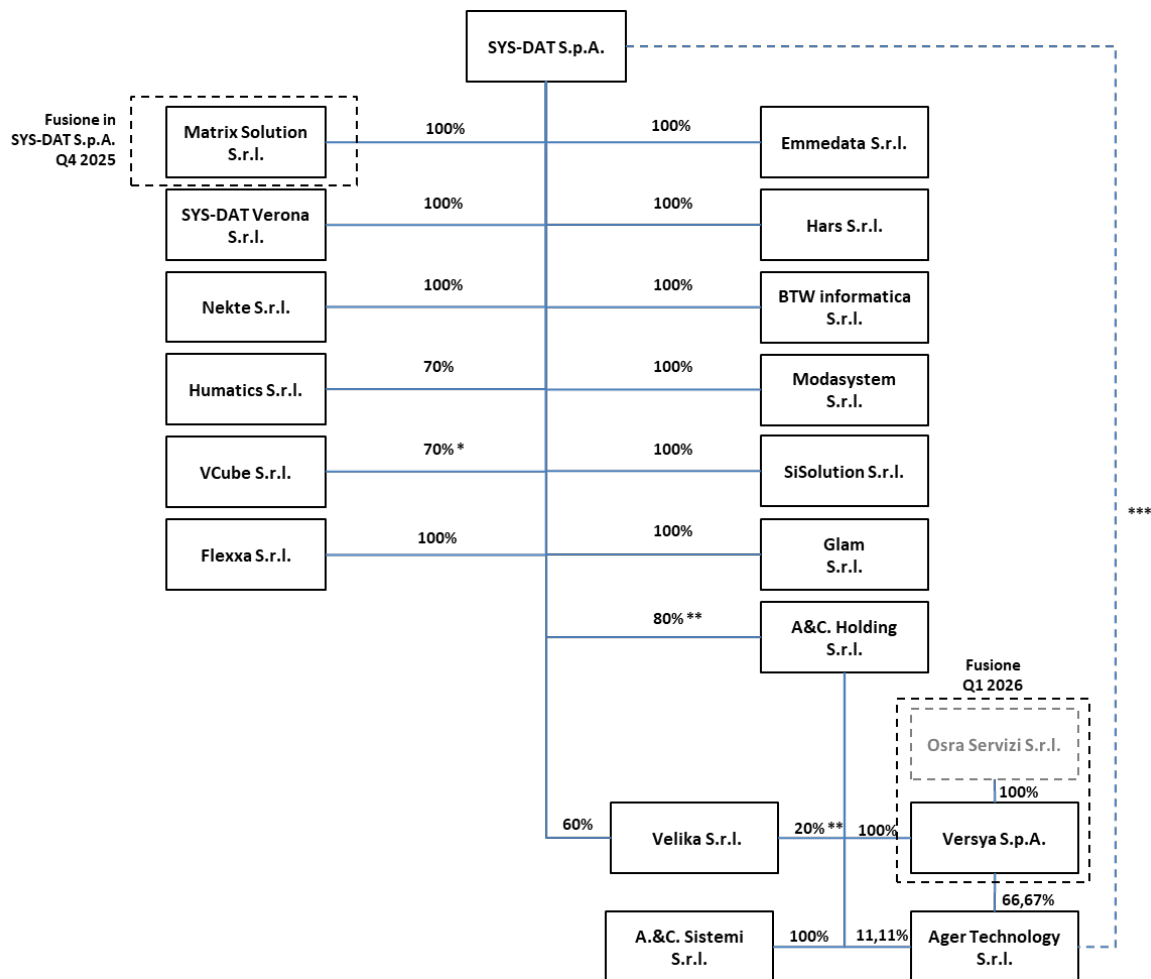 SYS-DAT S.p.A.
Fusione in
SYS-DAT S.p.A.
Q4 2025
Matrix Solution
S.r.l.
100%
100%
Emmedata S.r.l.
SYS-DAT Verona
S.r.l.
100%
100%
Hars S.r.l.
Nekte S.r.l.
100%
100%
BTW informatica
S.r.l.
Humatics S.r.l.
70%
100%
Modasystem
S.r.l.
VCube S.r.l.
70% *
100%
SiSolution S.r.l.
***
Flexxa S.r.l.
100%
100%
Glam
S.r.l.
80% **
A&C. Holding
S.r.l.
Fusione
Q1 2026
Osra Servizi S.r.l.
100%
60%
Velika S.r.l.
20% **
100%
Versya S.p.A.
66,67%
A.&C. Sistemi
S.r.l.
100%
11,11%
Ager Technology
S.r.l.